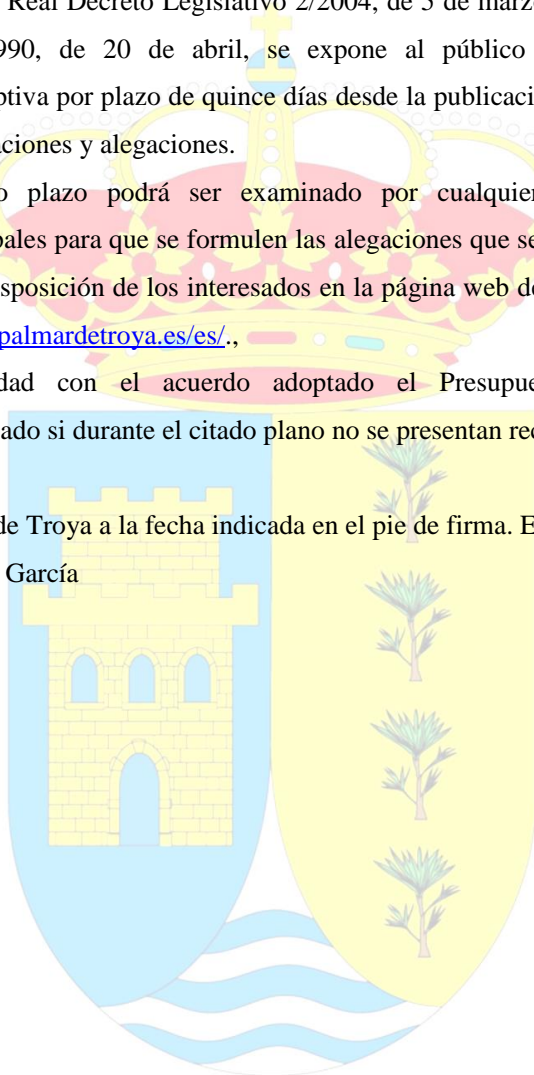 Real Decreto Legislativo 2/2004, de 5 de marzo
990, de 20 de abril, se expone al público
ptiva por plazo de quince días desde la publicaci
aciones y alegaciones.
o plazo podrá ser examinado por cualquier
pales para que se formulen las alegaciones que se
sposición de los interesados en la página web de
palmardetroya.es/es/.,
dad con el acuerdo adoptado el Presupue
ado si durante el citado plano no se presentan rec
de Troya a la fecha indicada en el pie de firma. E
García